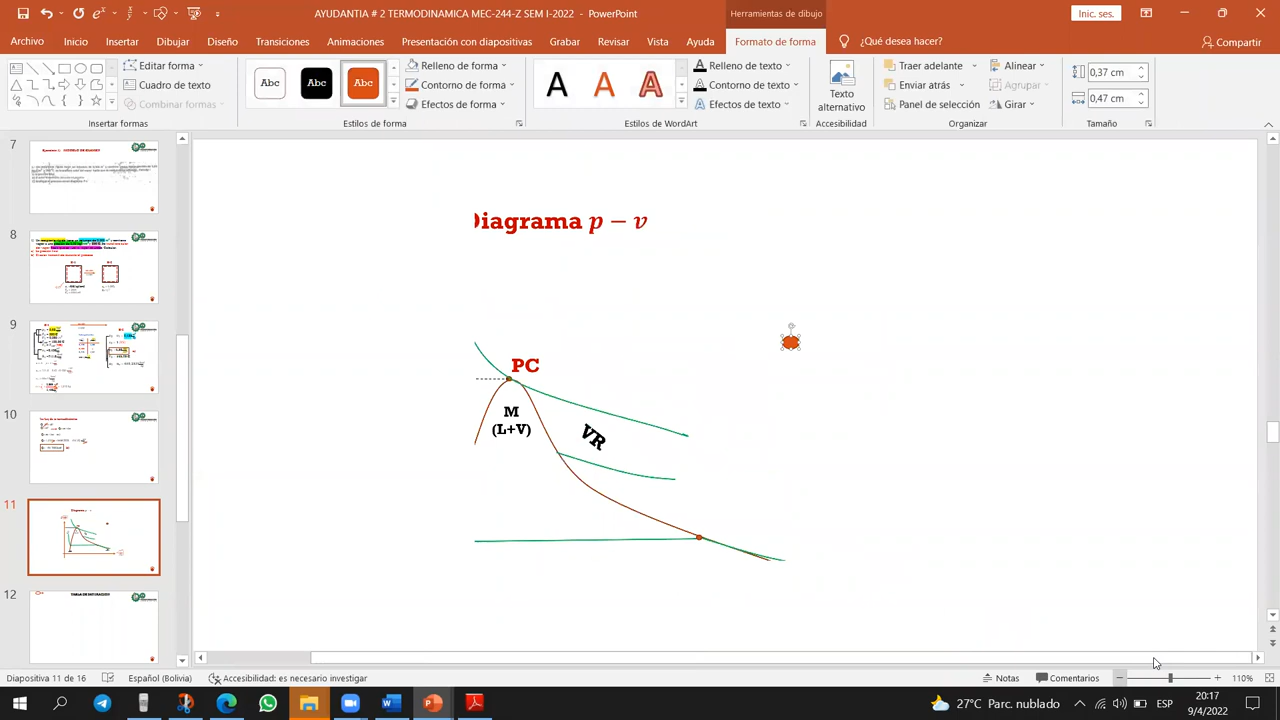 AYUDANTIA # 2 TERMODINAMICA MEC-244-Z SEM I-2022 - PowerPoint
Herramientas de dibujo
Inic. ses.
Archivo
Inicio
Insertar
Dibujar
Diseño
Transiciones
Animaciones
Presentación con diapositivas
Grabar
Revisar
Vista
Ayuda
Formato de forma
¿Qué desea hacer?
Compartir
Editar forma
Cuadro de texto
Combinar formas
Insertar formas
Abc
Abc
Abc
Relleno de forma
Contorno de forma
Efectos de forma
Estilos de forma
A
A
A
Relleno de texto
Contorno de texto
Efectos de texto
Estilos de WordArt
Texto
alternativo
Accesibilidad
Traer adelante
Enviar atrás
Panel de selección
Alinear
Agrupar
Girar
Organizar
0,37 cm
0,47 cm
Tamaño
7
8
9
10
11
12
TABLA DE SATURACION
Diagrama p − v
PC
M
(L+V)
VR
Diapositiva 11 de 16
Español (Bolivia)
Accesibilidad: es necesario investigar
Notas
Comentarios
110%
27°C Parc. nublado
ESP
20:17
9/4/2022